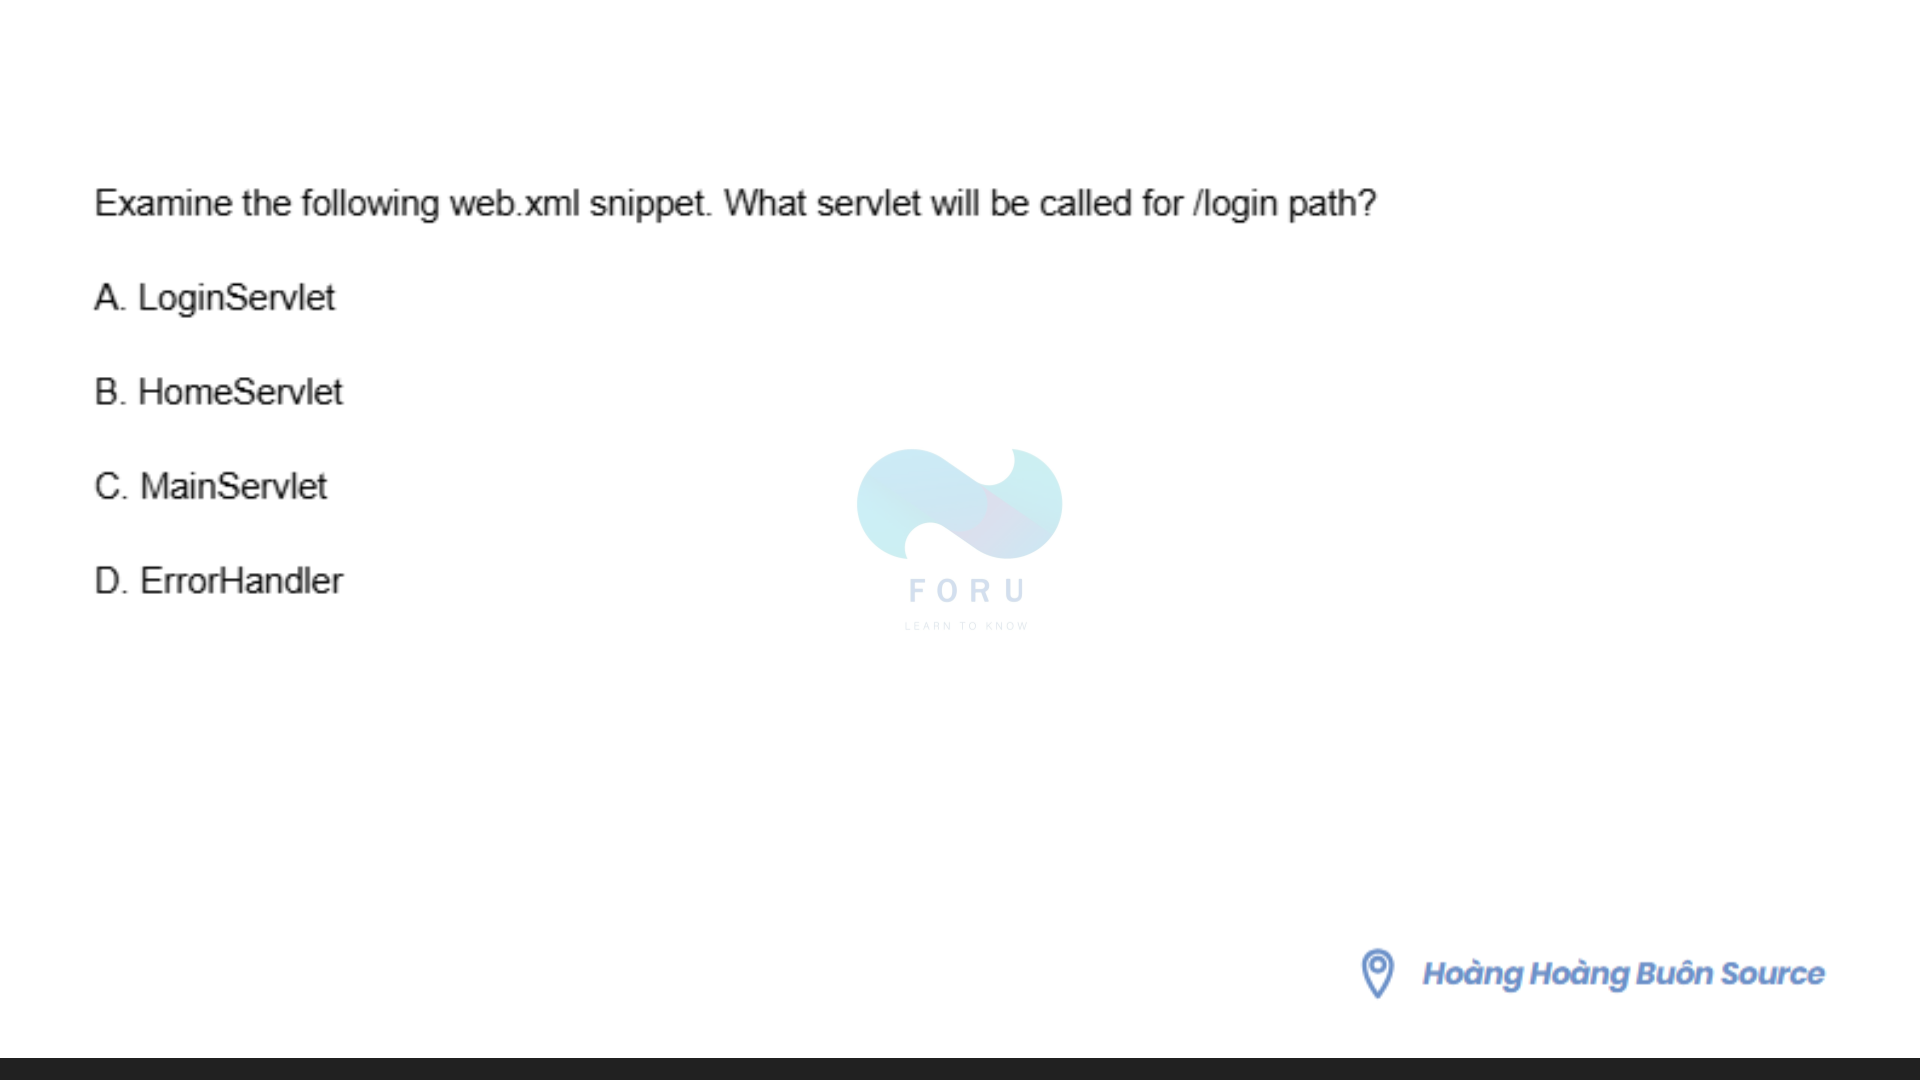 Examine the following web.xml snippet. What servlet will be called for /login path?
A. LoginServlet
B. HomeServlet
C. MainServlet
D. ErrorHandler
FORU
LEARN TO KNOW
Hoàng Hoàng Buôn Source